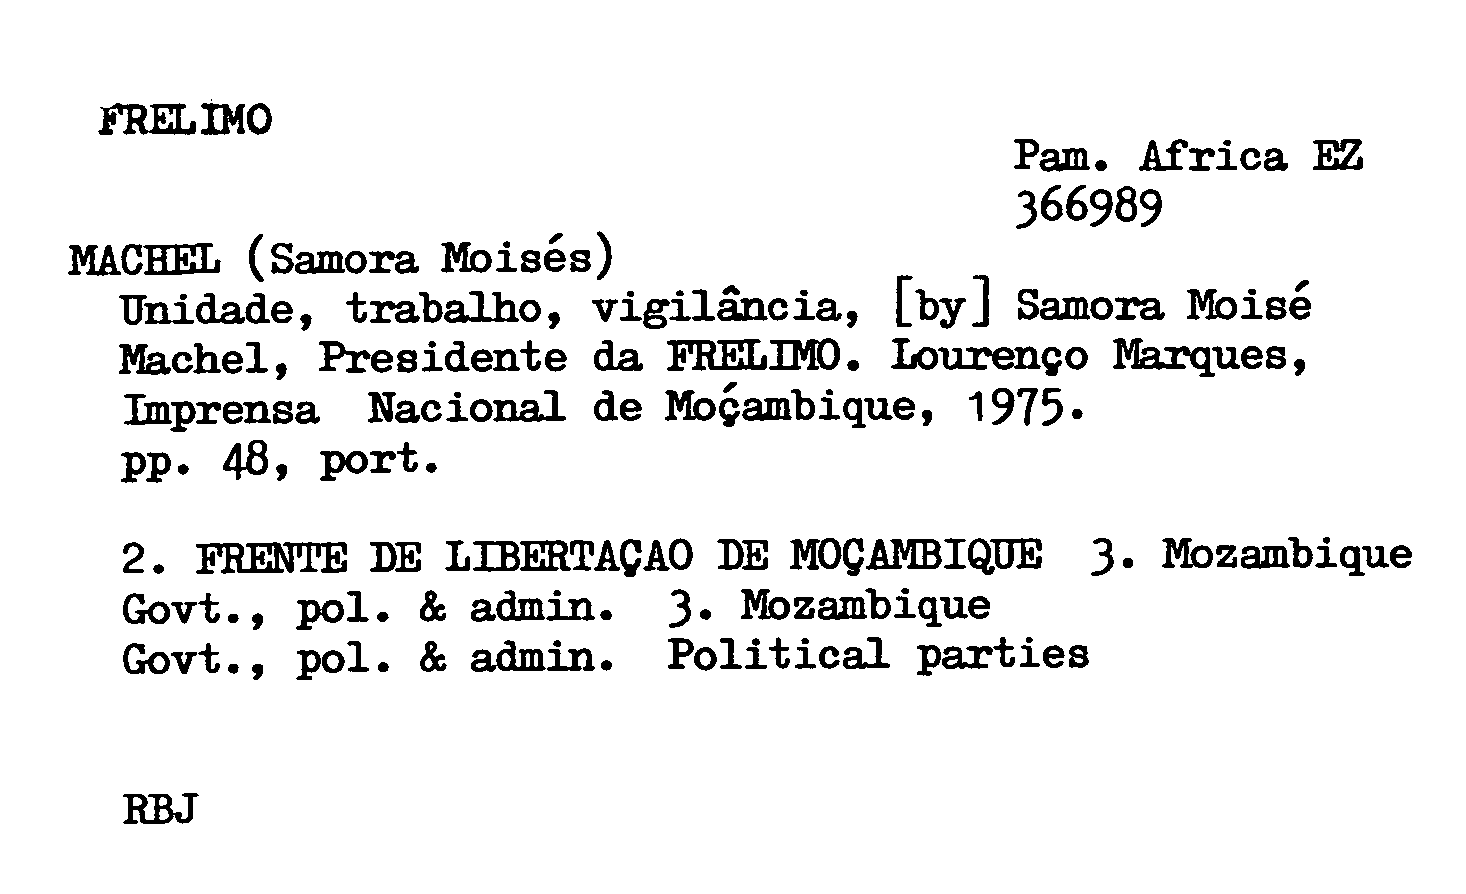 FRELIMO
Pam. Africa EZ
366989
MACHEL (Samora Moisés)
Unidade, trabalho, vigilância, [by] Samora Moisé
Machel, Presidente da FRELIMO. Lourenço Marques,
Imprensa Nacional de Moçambique, 1975.
pp. 48, port.
2. FRENTE DE LIBERTAÇAO DE MOÇAMBIQUE 3. Mozambique
Govt., pol. & admin. 3. Mozambique
Govt., pol. & admin. Political parties
RBJ